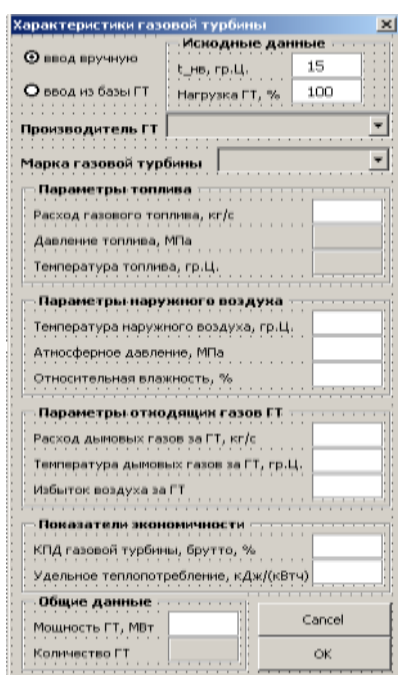 Характеристики газовой турбины
Исходные данные
ввод вручную
t_нв, гр.Ц. 15
ввод из базы ГТ
Нагрузка ГТ, % 100
Производитель ГТ
Марка газовой турбины
Параметры топлива
Расход газового топлива, кг/с
Давление топлива, МПа
Температура топлива, гр.Ц.
Параметры наружного воздуха
Температура наружного воздуха, гр.Ц.
Атмосферное давление, МПа
Относительная влажность, %
Параметры отходящих газов ГТ
Расход дымовых газов за ГТ, кг/с
Температура дымовых газов за ГТ, гр.Ц.
Избыток воздуха за ГТ
Показатели экономичности
КПД газовой турбины, брутто, %
Удельное теплопотребление, кДж/(кВтч)
Общие данные
Мощность ГТ, МВт
Cancel
Количество ГТ
OK